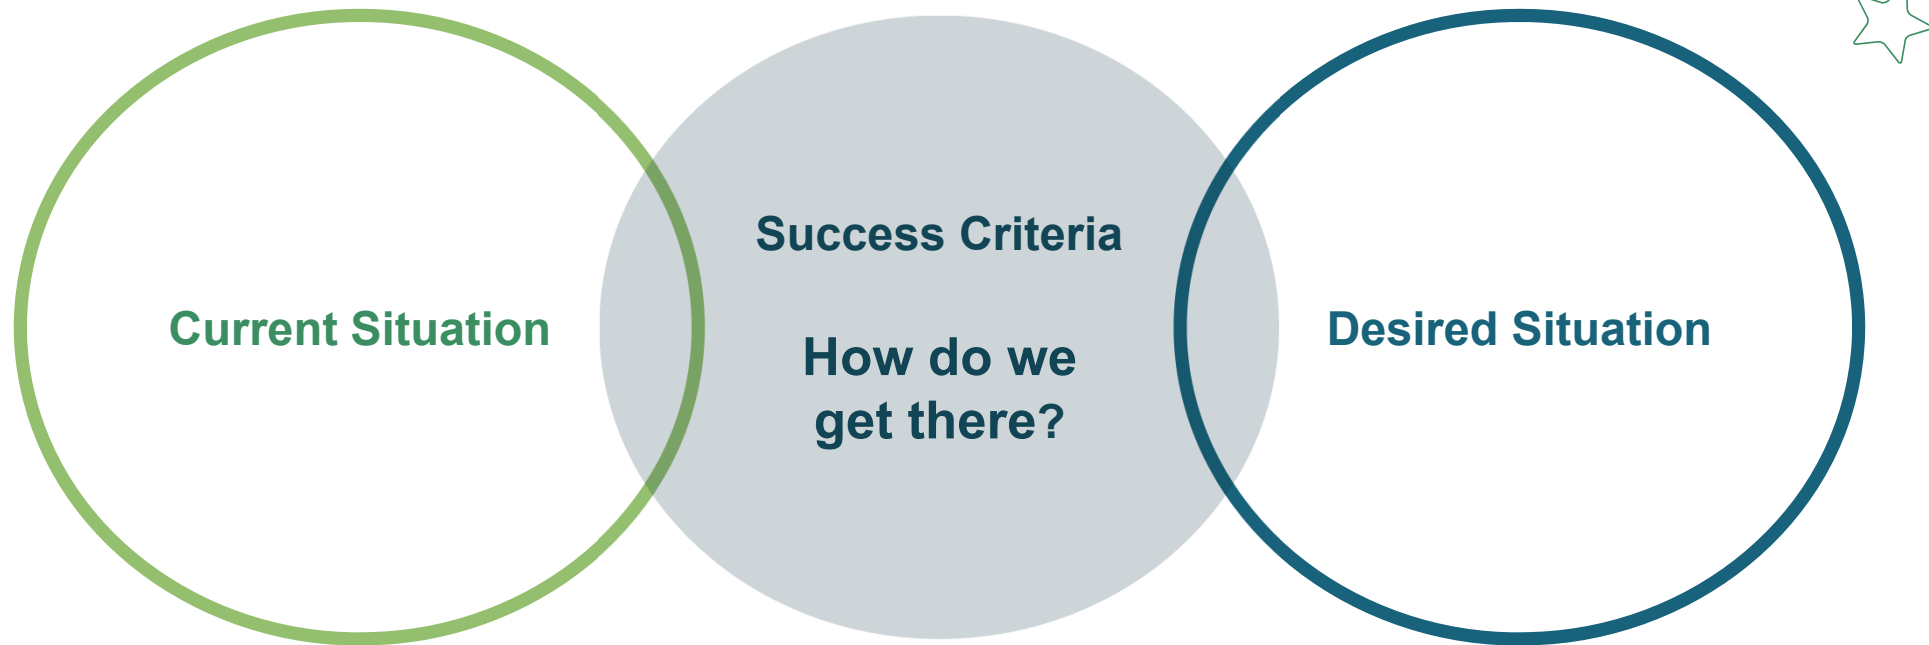 Current Situation
Success Criteria
How do we
get there?
Desired Situation